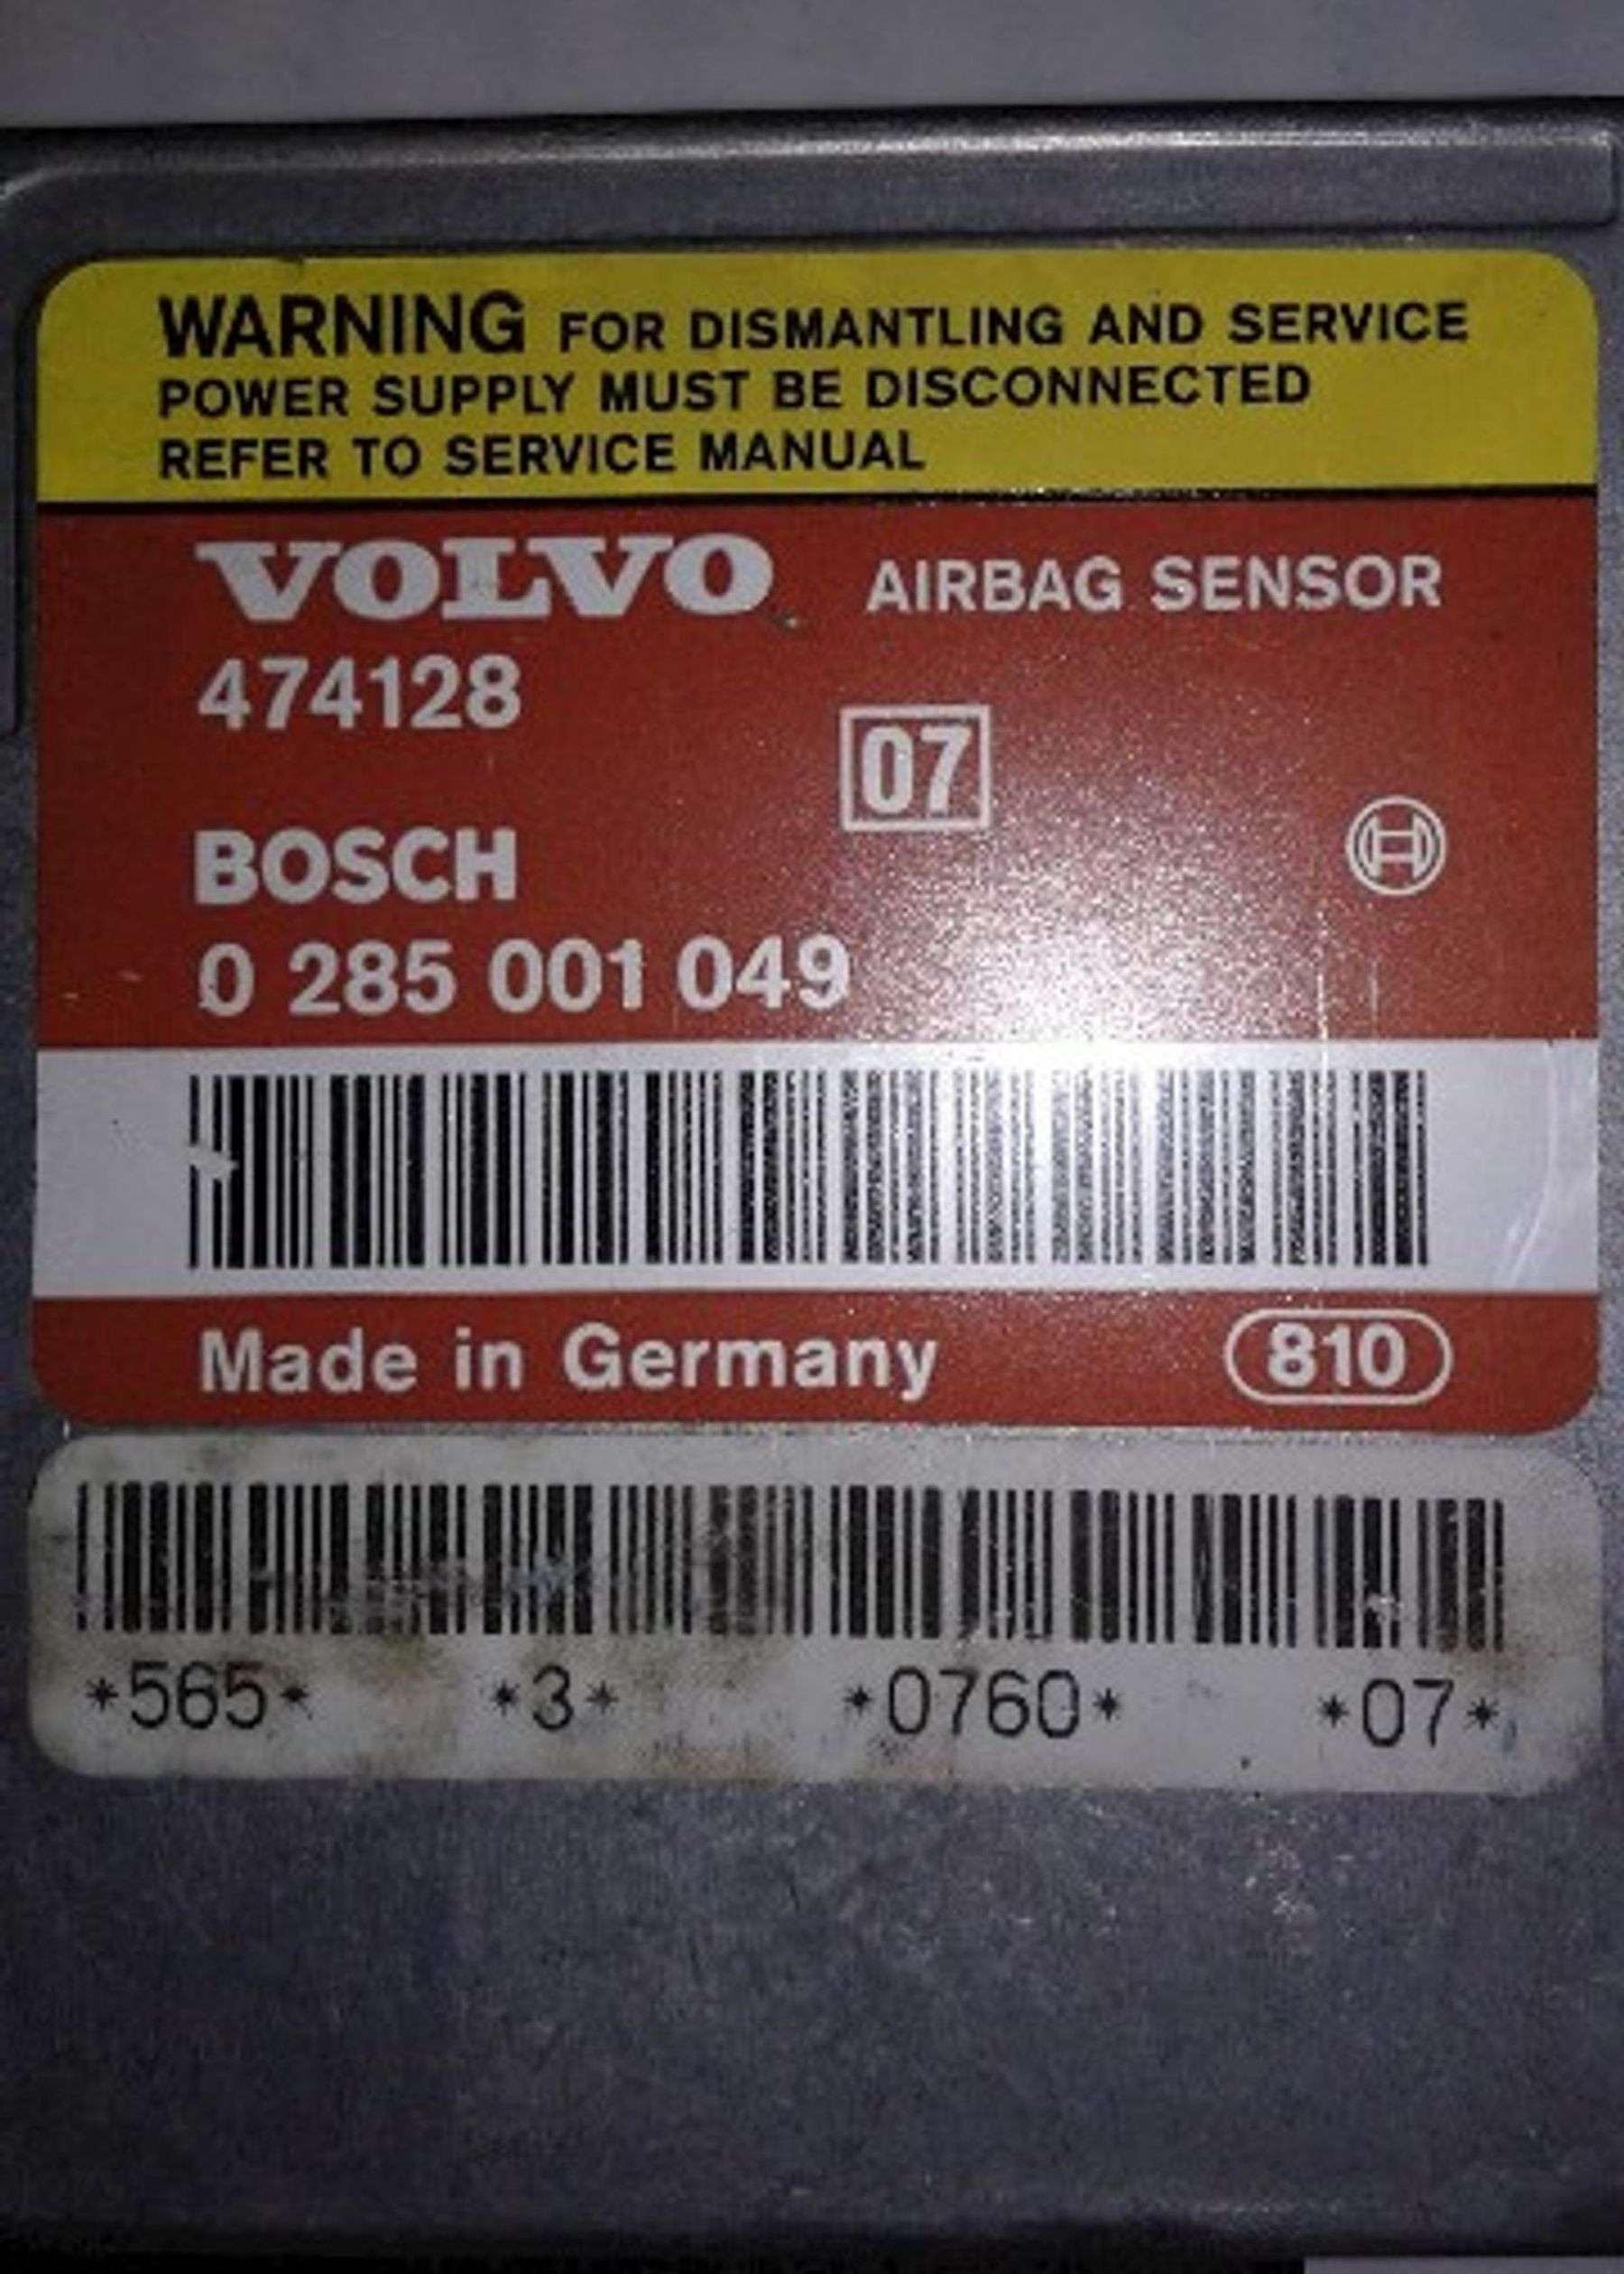 WARNING FOR DISMANTLING AND SERVICE
POWER SUPPLY MUST BE DISCONNECTED
REFER TO SERVICE MANUAL
VOLVO AIRBAG SENSOR
474128
07
BOSCH
0 285 001 049
Made in Germany 810
*565* *3* *0760* *07*